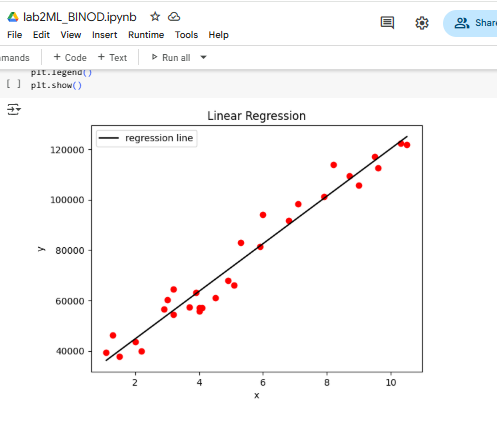 lab2ML_BINOD.ipynb
File Edit View Insert Runtime Tools Help
Share
mmands + Code + Text Run all
plt.legend()
[ ] plt.show()
Linear Regression
regression line
120000
100000
80000
60000
40000
y
2 4 6 8 10
x